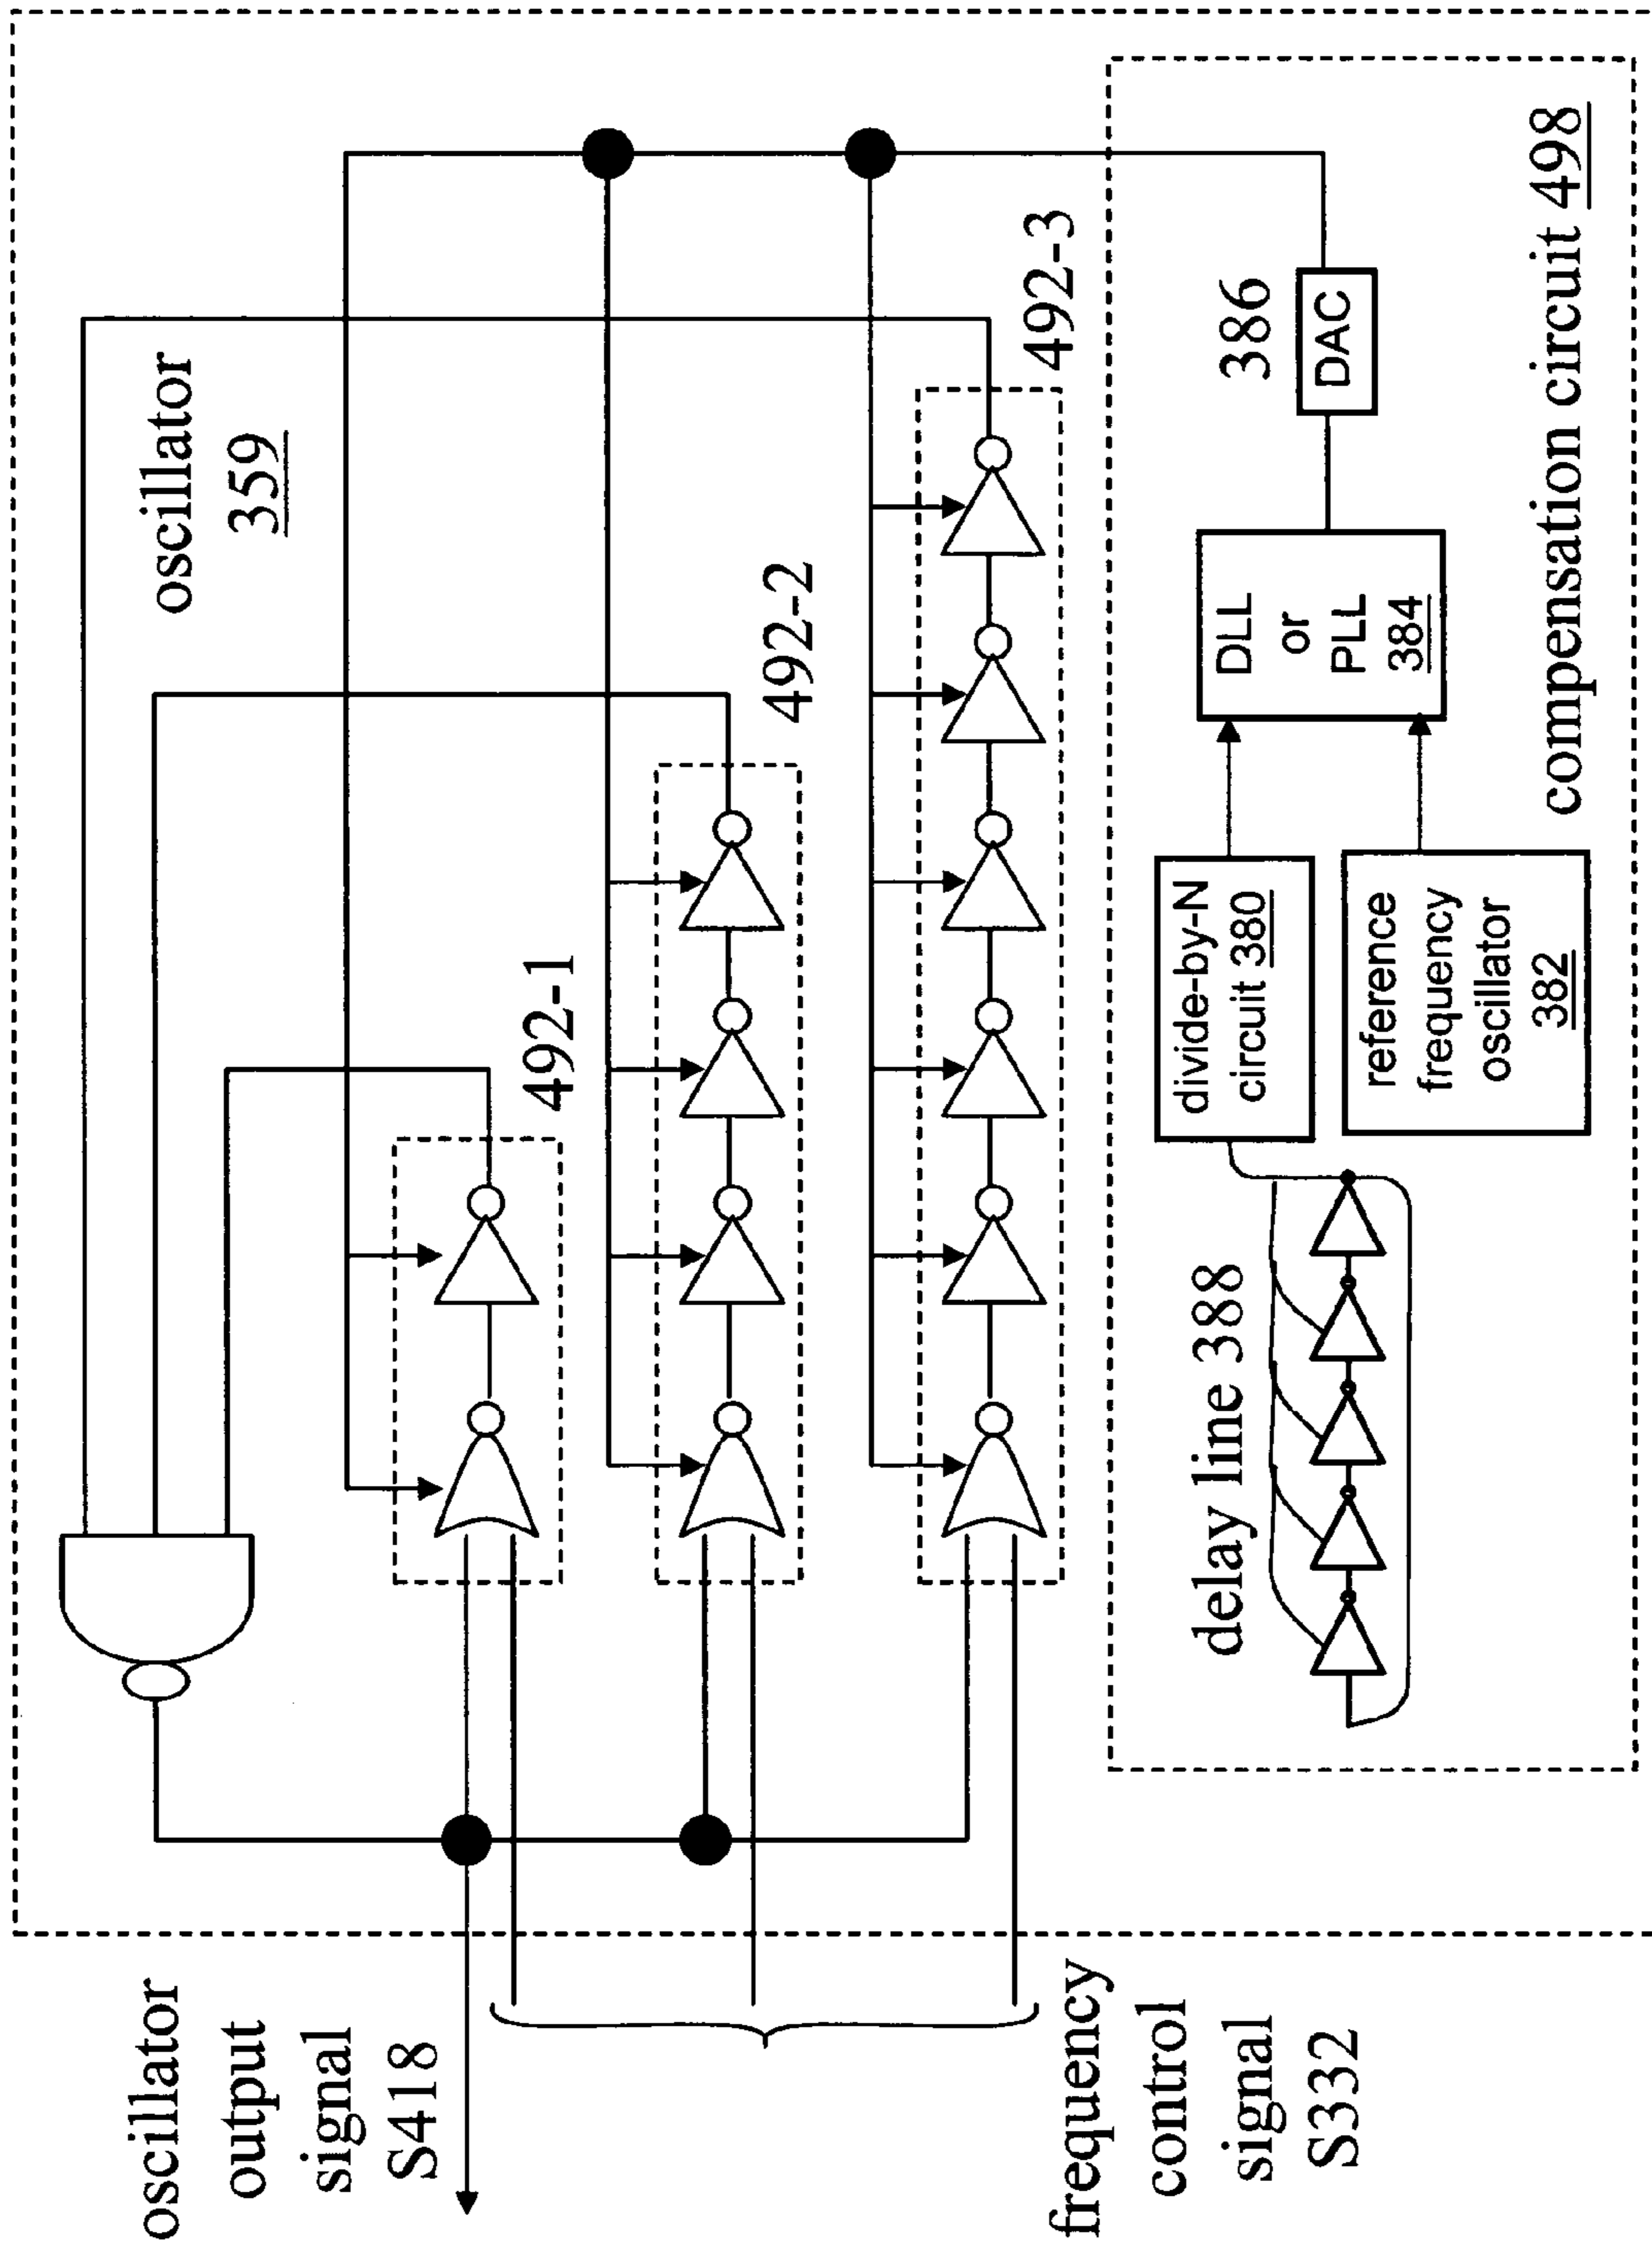 oscillator
output
signal
S418
frequency
control
signal
S332
oscillator
359
492-1
492-2
492-3
delay line 388
divide-by-N
circuit 380
reference
frequency
oscillator
382
DLL
or
PLL
384
386
DAC
compensation circuit 498